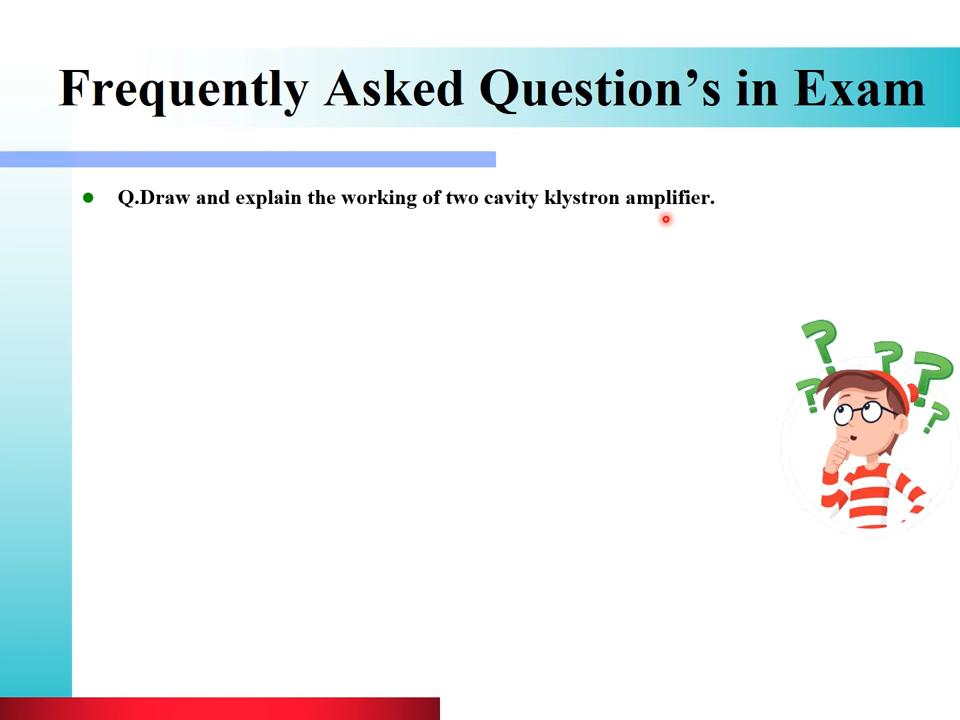 Frequently Asked Question’s in Exam
Q.Draw and explain the working of two cavity klystron amplifier.